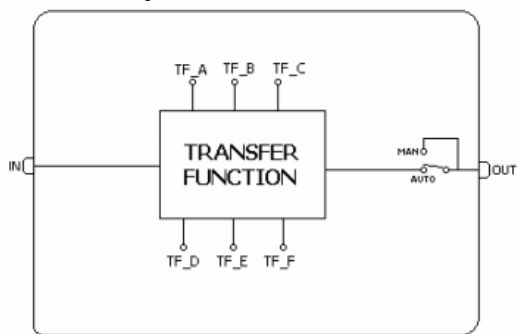 TF_A TF_B TF_C
TRANSFER
FUNCTION
MAN
IN
OUT
AUTO
TF_D TF_E TF_F